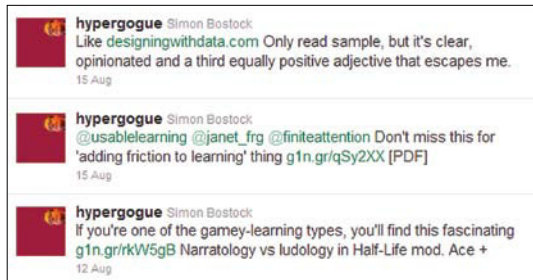 hypergogue Simon Bostock
Like designingwithdata.com Only read sample, but it's clear,
opinionated and a third equally positive adjective that escapes me.
15 Aug
hypergogue Simon Bostock
@usablelearning @janet_frg @finiteattention Don't miss this for
'adding friction to learning' thing g1n.gr/qSy2XX [PDF]
15 Aug
hypergogue Simon Bostock
If you're one of the gamey-learning types, you'll find this fascinating
g1n.gr/rkW5gB Narratology vs ludology in Half-Life mod. Ace +
12 Aug